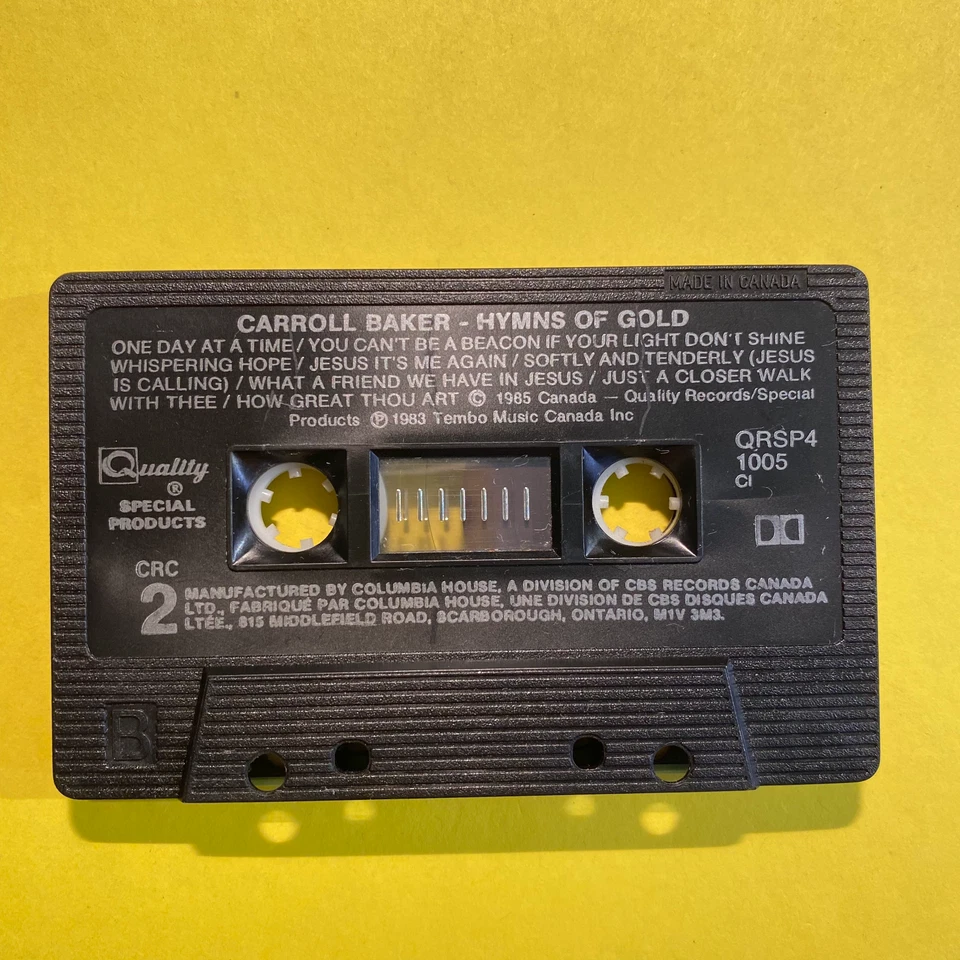 MADE IN CANADA
CARROLL BAKER - HYMNS OF GOLD
ONE DAY AT A TIME / YOU CAN'T BE A BEACON IF YOUR LIGHT DON'T SHINE
WHISPERING HOPE / JESUS IT'S ME AGAIN / SOFTLY AND TENDERLY (JESUS
IS CALLING) / WHAT A FRIEND WE HAVE IN JESUS / JUST A CLOSER WALK
WITH THEE / HOW GREAT THOU ART © 1985 Canada — Quality Records/Special
Products ℗ 1983 Tembo Music Canada Inc
Quality
®
SPECIAL
PRODUCTS
QRSP4
1005
CI
CRC
2
MANUFACTURED BY COLUMBIA HOUSE, A DIVISION OF CBS RECORDS CANADA
LTD., FABRIQUÉ PAR COLUMBIA HOUSE, UNE DIVISION DE CBS DISQUES CANADA
LTÉE., 615 MIDDLEFIELD ROAD, SCARBOROUGH, ONTARIO, M1V 3M3.
B